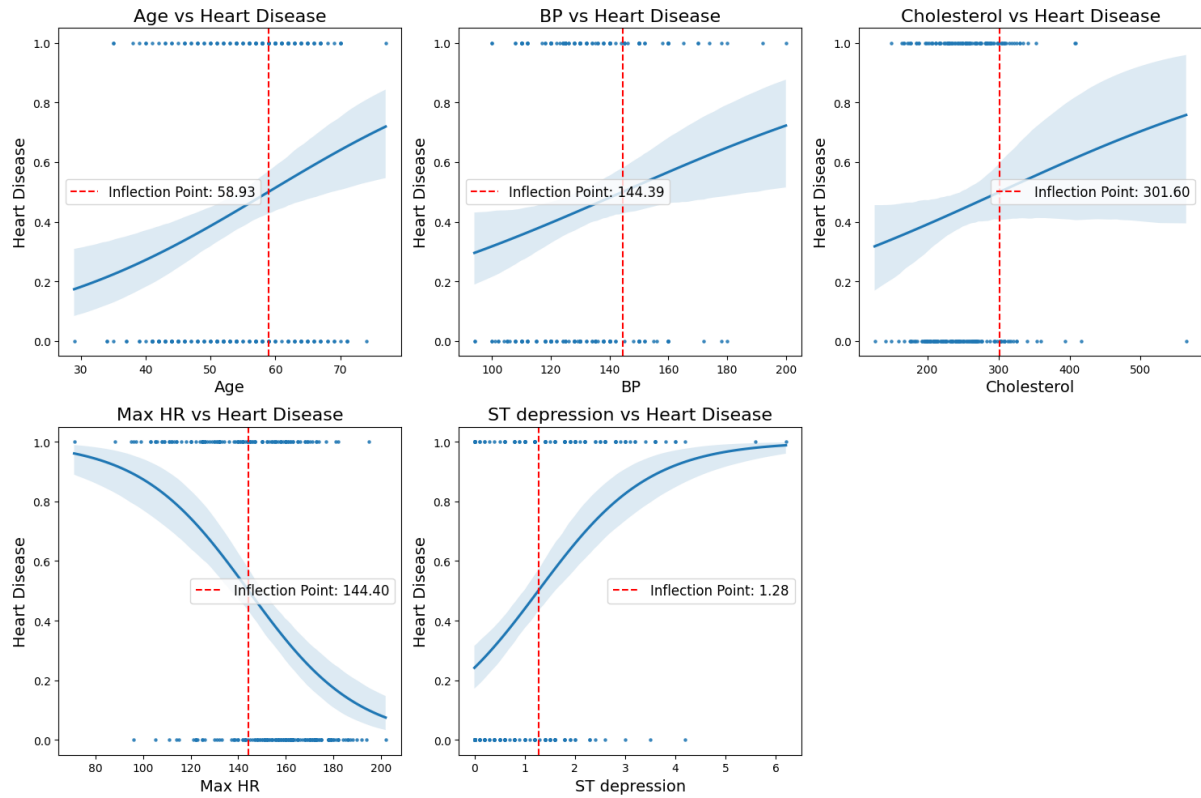 Age vs Heart Disease
BP vs Heart Disease
Cholesterol vs Heart Disease
1.0
0.8
0.6
0.4
0.2
0.0
Heart Disease
Inflection Point: 58.93
30
40
50
60
70
Age
1.0
0.8
0.6
0.4
0.2
0.0
Heart Disease
Inflection Point: 144.39
100
120
140
160
180
200
BP
1.0
0.8
0.6
0.4
0.2
0.0
Heart Disease
Inflection Point: 301.60
200
300
400
500
Cholesterol
Max HR vs Heart Disease
ST depression vs Heart Disease
1.0
0.8
0.6
0.4
0.2
0.0
Heart Disease
Inflection Point: 144.40
80
100
120
140
160
180
200
Max HR
1.0
0.8
0.6
0.4
0.2
0.0
Heart Disease
Inflection Point: 1.28
0
1
2
3
4
5
6
ST depression